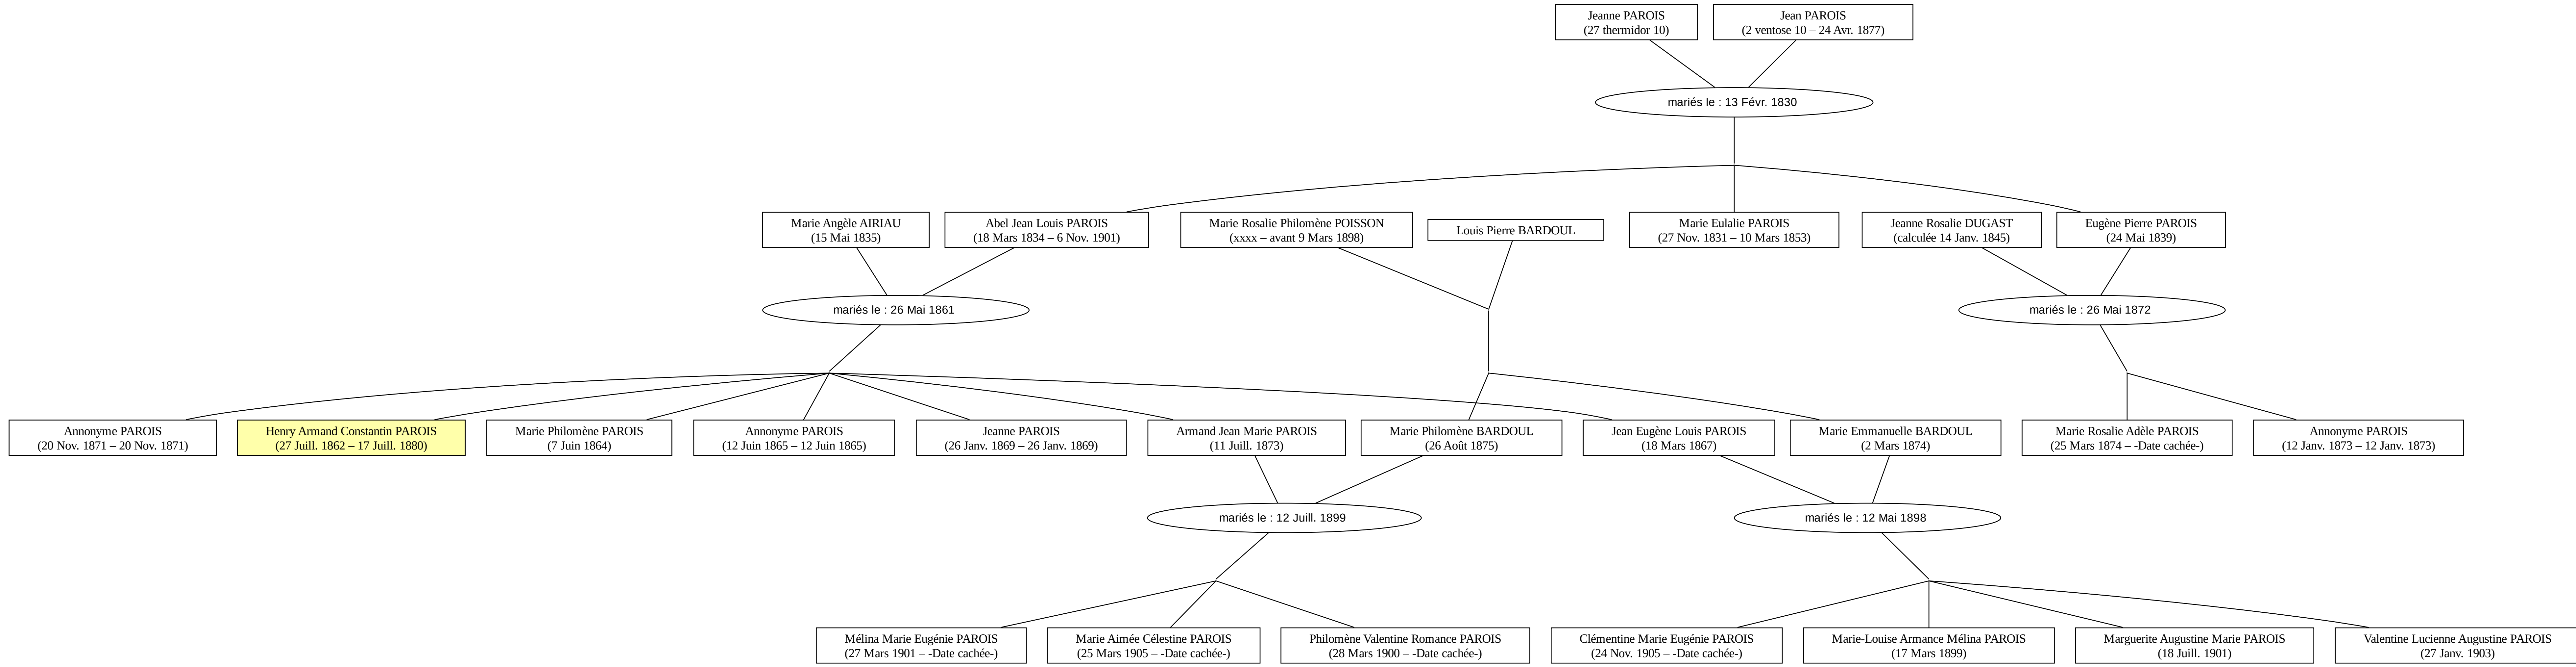 Jeanne PAROIS
(27 thermidor 10)
Jean PAROIS
(2 ventose 10 – 24 Avr. 1877)
mariés le : 13 Févr. 1830
Marie Angèle AIRIAU
(15 Mai 1835)
Abel Jean Louis PAROIS
(18 Mars 1834 – 6 Nov. 1901)
Marie Rosalie Philomène POISSON
(xxxx – avant 9 Mars 1898)
Louis Pierre BARDOUL
Marie Eulalie PAROIS
(27 Nov. 1831 – 10 Mars 1853)
Jeanne Rosalie DUGAST
(calculée 14 Janv. 1845)
Eugène Pierre PAROIS
(24 Mai 1839)
mariés le : 26 Mai 1861
mariés le : 26 Mai 1872
Annonyme PAROIS
(20 Nov. 1871 – 20 Nov. 1871)
Henry Armand Constantin PAROIS
(27 Juill. 1862 – 17 Juill. 1880)
Marie Philomène PAROIS
(7 Juin 1864)
Annonyme PAROIS
(12 Juin 1865 – 12 Juin 1865)
Jeanne PAROIS
(26 Janv. 1869 – 26 Janv. 1869)
Armand Jean Marie PAROIS
(11 Juill. 1873)
Marie Philomène BARDOUL
(26 Août 1875)
Jean Eugène Louis PAROIS
(18 Mars 1867)
Marie Emmanuelle BARDOUL
(2 Mars 1874)
Marie Rosalie Adèle PAROIS
(25 Mars 1874 – -Date cachée-)
Annonyme PAROIS
(12 Janv. 1873 – 12 Janv. 1873)
mariés le : 12 Juill. 1899
mariés le : 12 Mai 1898
Mélina Marie Eugénie PAROIS
(27 Mars 1901 – -Date cachée-)
Marie Aimée Célestine PAROIS
(25 Mars 1905 – -Date cachée-)
Philomène Valentine Romance PAROIS
(28 Mars 1900 – -Date cachée-)
Clémentine Marie Eugénie PAROIS
(24 Nov. 1905 – -Date cachée-)
Marie-Louise Armance Mélina PAROIS
(17 Mars 1899)
Marguerite Augustine Marie PAROIS
(18 Juill. 1901)
Valentine Lucienne Augustine PAROIS
(27 Janv. 1903)